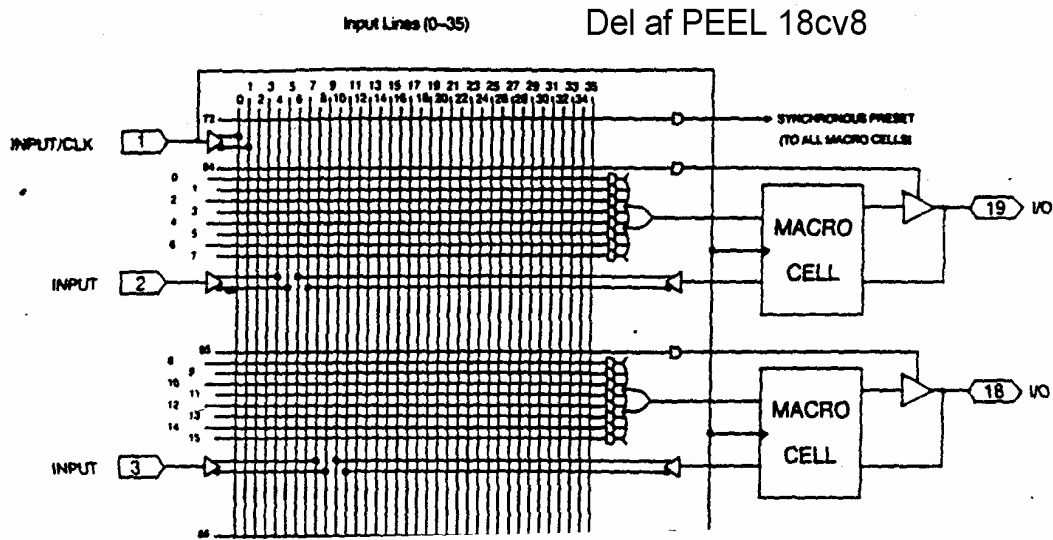 Input Lines (0–35)
Del af PEEL 18cv8
1 3 5 7 9 11 13 15 17 19 21 23 25 27 29 31 33 35
0 2 4 6 8 10 12 14 16 18 20 22 24 26 28 30 32 34
72
SYNCHRONOUS PRESET
(TO ALL MACRO CELLS)
INPUT/CLK
1
0
1
2
3
4
5
6
7
MACRO
CELL
19
I/O
INPUT
2
8
9
10
11
12
13
14
15
MACRO
CELL
18
I/O
INPUT
3